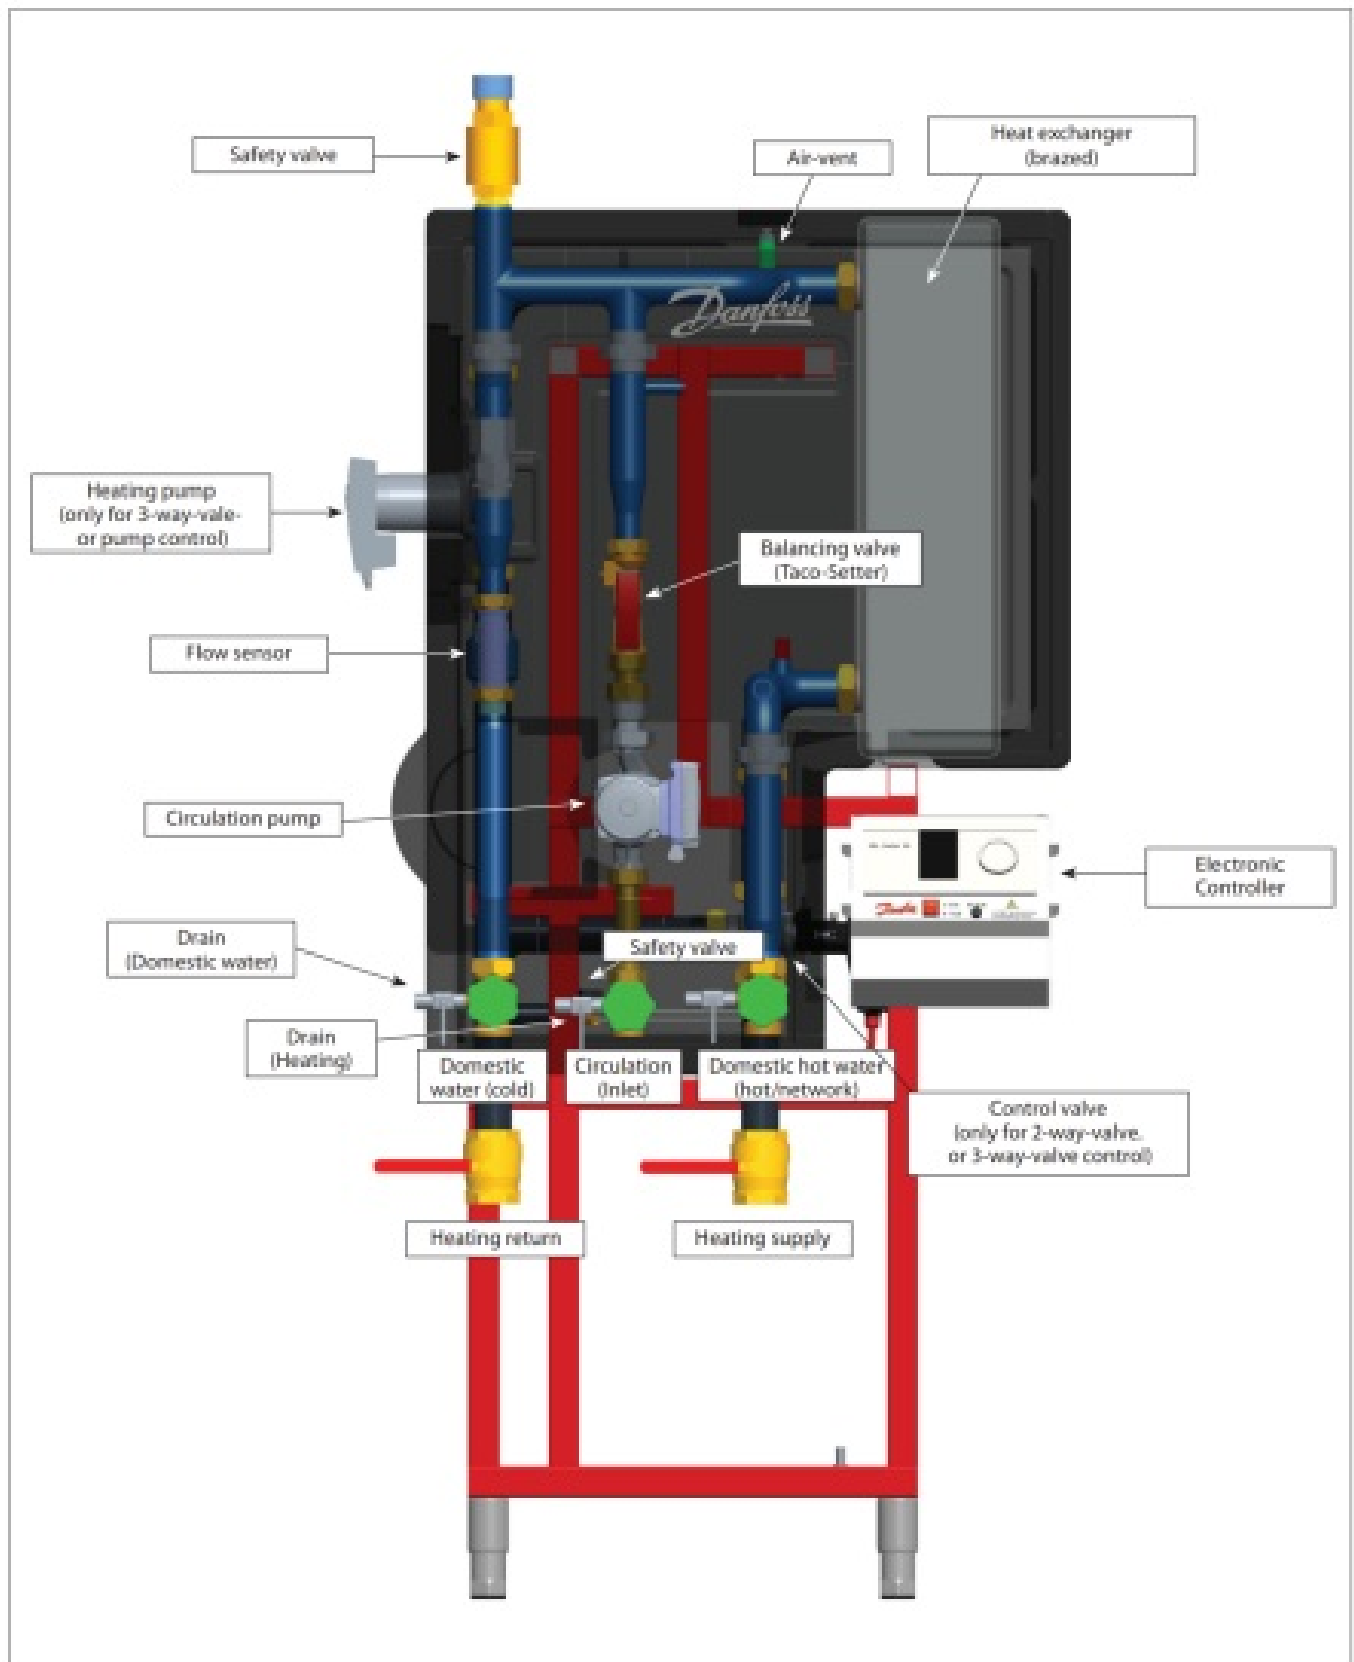 Safety valve
Air-vent
Heat exchanger
(brazed)
Danfoss
Heating pump
(only for 3-way-vale-
or pump control)
Balancing valve
(Taco-Setter)
Flow sensor
Circulation pump
Electronic
Controller
Danfoss
Drain
(Domestic water)
Safety valve
Drain
(Heating)
Domestic
water (cold)
Circulation
(Inlet)
Domestic hot water
(hot/network)
Control valve
(only for 2-way-valve.
or 3-way-valve control)
Heating return
Heating supply